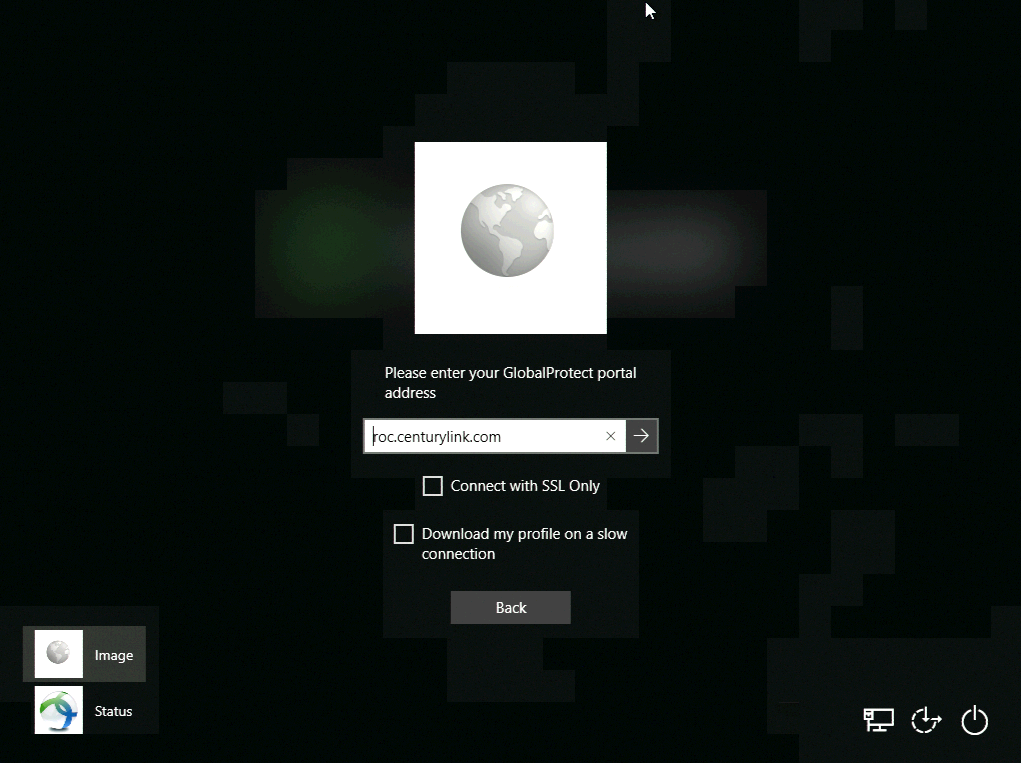 Please enter your GlobalProtect portal
address
roc.centurylink.com
Connect with SSL Only
Download my profile on a slow
connection
Back
Image
Status